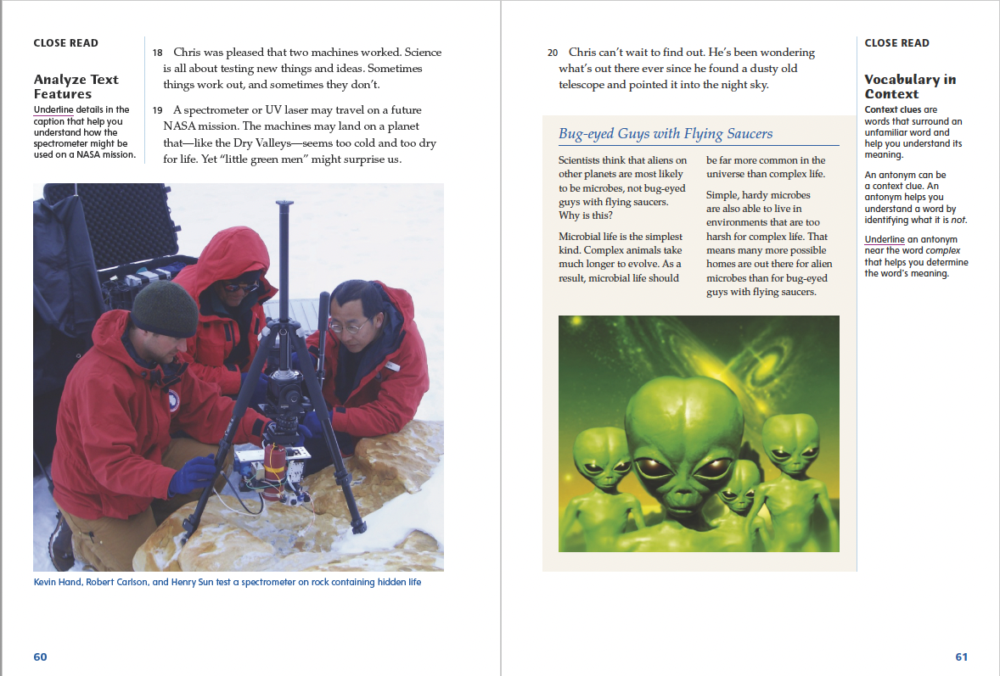 CLOSE READ
Analyze Text
Features
Underline details in the
caption that help you
understand how the
spectrometer might be
used on a NASA mission.
18 Chris was pleased that two machines worked. Science
is all about testing new things and ideas. Sometimes
things work out, and sometimes they don’t.
19 A spectrometer or UV laser may travel on a future
NASA mission. The machines may land on a planet
that—like the Dry Valleys—seems too cold and too dry
for life. Yet “little green men” might surprise us.
Kevin Hand, Robert Carlson, and Henry Sun test a spectrometer on rock containing hidden life
60
20 Chris can’t wait to find out. He’s been wondering
what’s out there ever since he found a dusty old
telescope and pointed it into the night sky.
Bug-eyed Guys with Flying Saucers
Scientists think that aliens on
other planets are most likely
to be microbes, not bug-eyed
guys with flying saucers.
Why is this?
Microbial life is the simplest
kind. Complex animals take
much longer to evolve. As a
result, microbial life should
be far more common in the
universe than complex life.
Simple, hardy microbes
are also able to live in
environments that are too
harsh for complex life. That
means many more possible
homes are out there for alien
microbes than for bug-eyed
guys with flying saucers.
CLOSE READ
Vocabulary in
Context
Context clues are
words that surround an
unfamiliar word and
help you understand its
meaning.
An antonym can be
a context clue. An
antonym helps you
understand a word by
identifying what it is not.
Underline an antonym
near the word complex
that helps you determine
the word’s meaning.
61